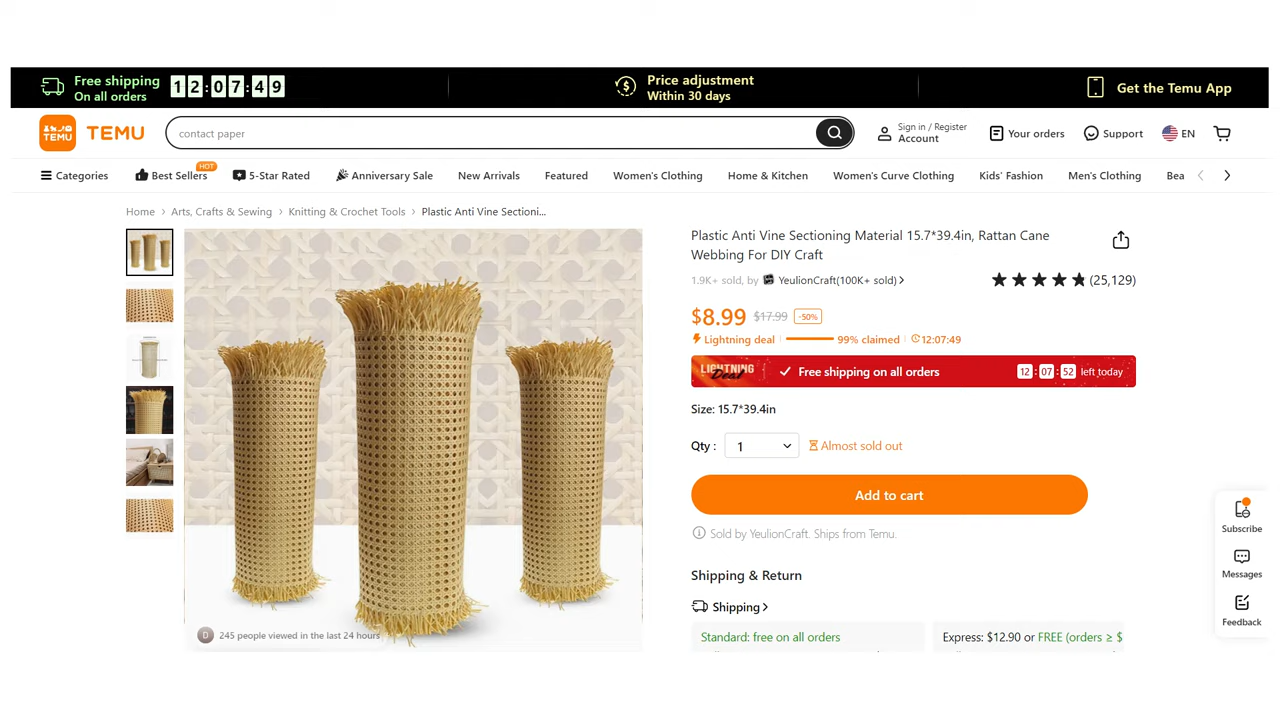 Free shipping
On all orders
12:07:49
Price adjustment
Within 30 days
Get the Temu App
TEMU
TEMU
contact paper
Sign in / Register
Account
Your orders
Support
EN
Categories
Best Sellers
HOT
5-Star Rated
Anniversary Sale
New Arrivals
Featured
Women's Clothing
Home & Kitchen
Women's Curve Clothing
Kids' Fashion
Men's Clothing
Bea
Home › Arts, Crafts & Sewing › Knitting & Crochet Tools › Plastic Anti Vine Sectioni...
Plastic Anti Vine Sectioning Material 15.7*39.4in, Rattan Cane
Webbing For DIY Craft
1.9K+ sold, by YeulionCraft(100K+ sold)
(25,129)
$8.99 $17.99 -50%
Lightning deal 99% claimed 12:07:49
LIGHTNING
Deal
Free shipping on all orders
12:07:52 left today
Size: 15.7*39.4in
Qty : 1 Almost sold out
Add to cart
Sold by YeulionCraft. Ships from Temu.
Shipping & Return
Shipping
Standard: free on all orders
Express: $12.90 or FREE (orders ≥ $
D 245 people viewed in the last 24 hours
Subscribe
Messages
Feedback